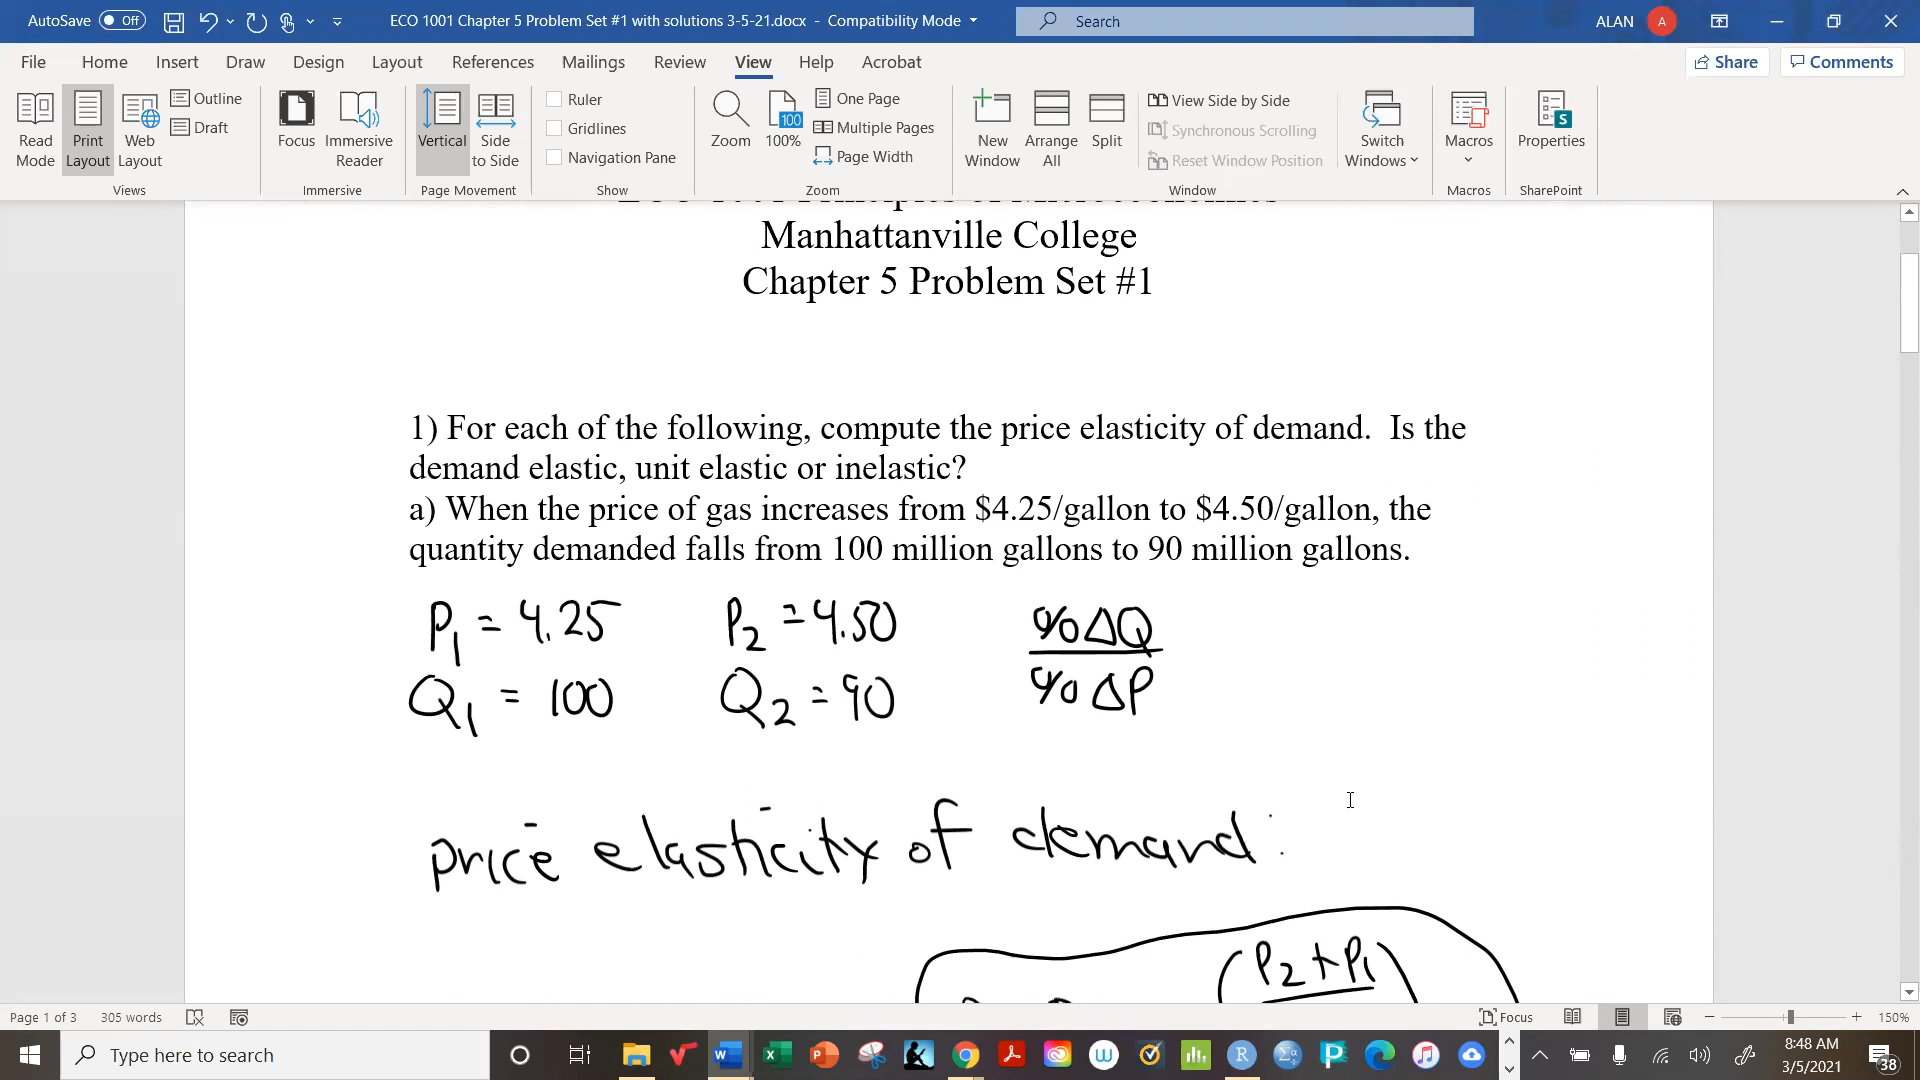 AutoSave Off ECO 1001 Chapter 5 Problem Set #1 with solutions 3-5-21.docx - Compatibility Mode Search ALAN A
File Home Insert Draw Design Layout References Mailings Review View Help Acrobat Share Comments
Read Mode
Print Layout
Web Layout
Outline
Draft
Views
Focus
Immersive Reader
Immersive
Vertical
Side to Side
Page Movement
Ruler
Gridlines
Navigation Pane
Show
Zoom
100
100%
One Page
Multiple Pages
Page Width
Zoom
New Window
Arrange All
Split
View Side by Side
Synchronous Scrolling
Reset Window Position
Switch Windows
Window
Macros
Macros
S
Properties
SharePoint
Manhattanville College
Chapter 5 Problem Set #1
1) For each of the following, compute the price elasticity of demand. Is the
demand elastic, unit elastic or inelastic?
a) When the price of gas increases from $4.25/gallon to $4.50/gallon, the
quantity demanded falls from 100 million gallons to 90 million gallons.
P1 = 4.25 P2 = 4.50 %ΔQ
Q1 = 100 Q2 = 90 %ΔP
price elasticity of demand:
(P2 + P1)
Page 1 of 3 305 words Focus 150%
Type here to search 8:48 AM
3/5/2021
38